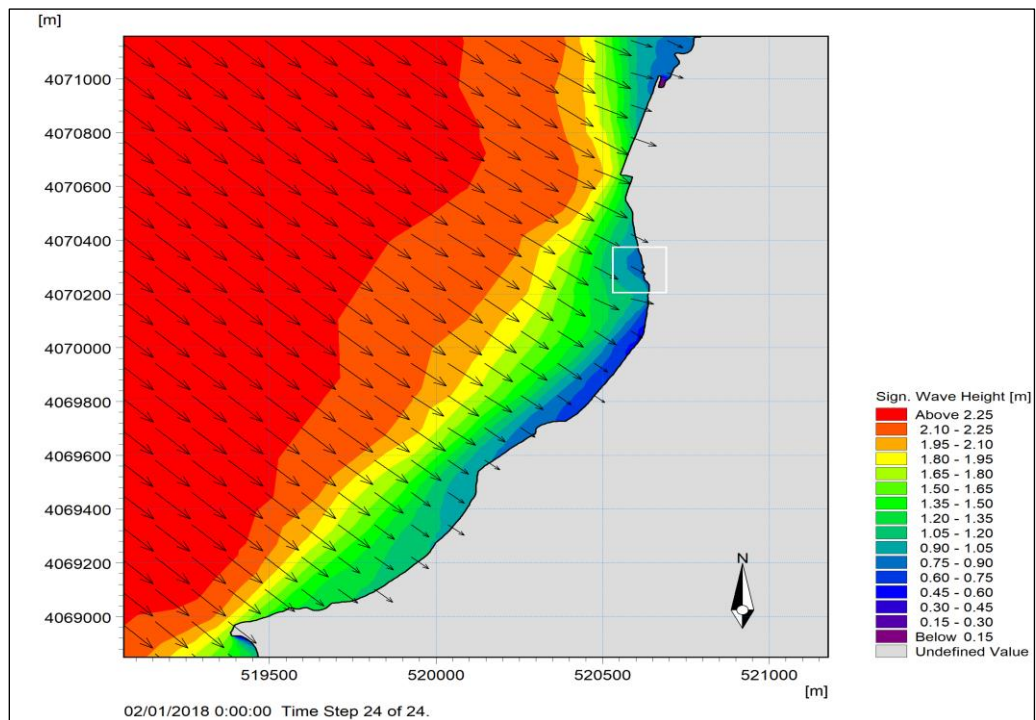 [m]
4071000
4070800
4070600
4070400
4070200
4070000
4069800
4069600
4069400
4069200
4069000
519500 520000 520500 521000
[m]
N
Sign. Wave Height [m]
Above 2.25
2.10 - 2.25
1.95 - 2.10
1.80 - 1.95
1.65 - 1.80
1.50 - 1.65
1.35 - 1.50
1.20 - 1.35
1.05 - 1.20
0.90 - 1.05
0.75 - 0.90
0.60 - 0.75
0.45 - 0.60
0.30 - 0.45
0.15 - 0.30
Below 0.15
Undefined Value
02/01/2018 0:00:00 Time Step 24 of 24.